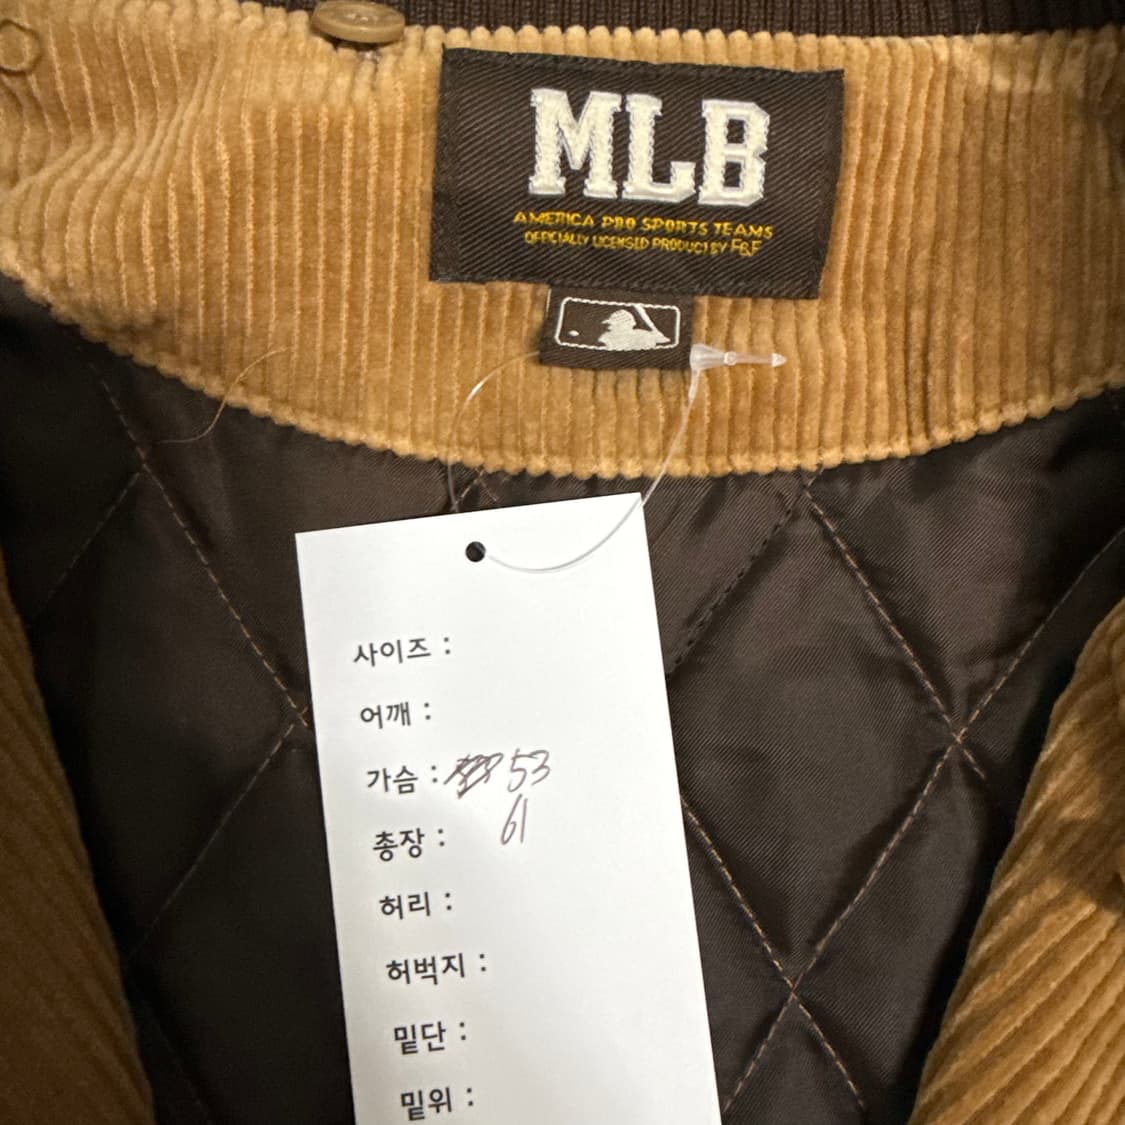 MLB
AMERICA PRO SPORTS TEAMS
OFFICIALLY LICENSED PRODUCT BY F&F
사이즈 :
어깨 :
가슴 : 53
총장 : 61
허리 :
허벅지 :
밑단 :
밑위 :